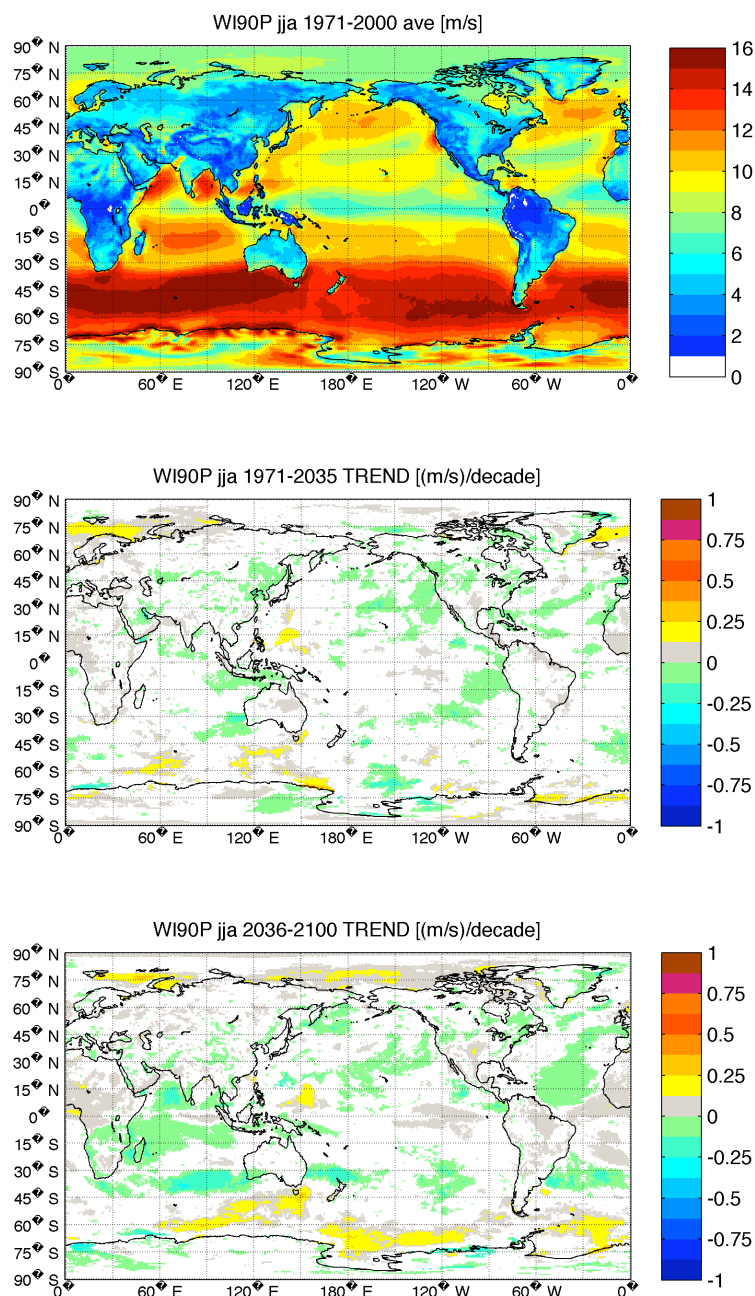 WI90P jja 1971-2000 ave [m/s]
90� N
75� N
60� N
45� N
30� N
15� N
0�
15� S
30� S
45� S
60� S
75� S
90� S
0� 60� E 120� E 180� E 120� W 60� W 0�
16
14
12
10
8
6
4
2
0
WI90P jja 1971-2035 TREND [(m/s)/decade]
90� N
75� N
60� N
45� N
30� N
15� N
0�
15� S
30� S
45� S
60� S
75� S
90� S
0� 60� E 120� E 180� E 120� W 60� W 0�
1
0.75
0.5
0.25
0
-0.25
-0.5
-0.75
-1
WI90P jja 2036-2100 TREND [(m/s)/decade]
90� N
75� N
60� N
45� N
30� N
15� N
0�
15� S
30� S
45� S
60� S
75� S
90� S
0� 60� E 120� E 180� E 120� W 60� W 0�
1
0.75
0.5
0.25
0
-0.25
-0.5
-0.75
-1